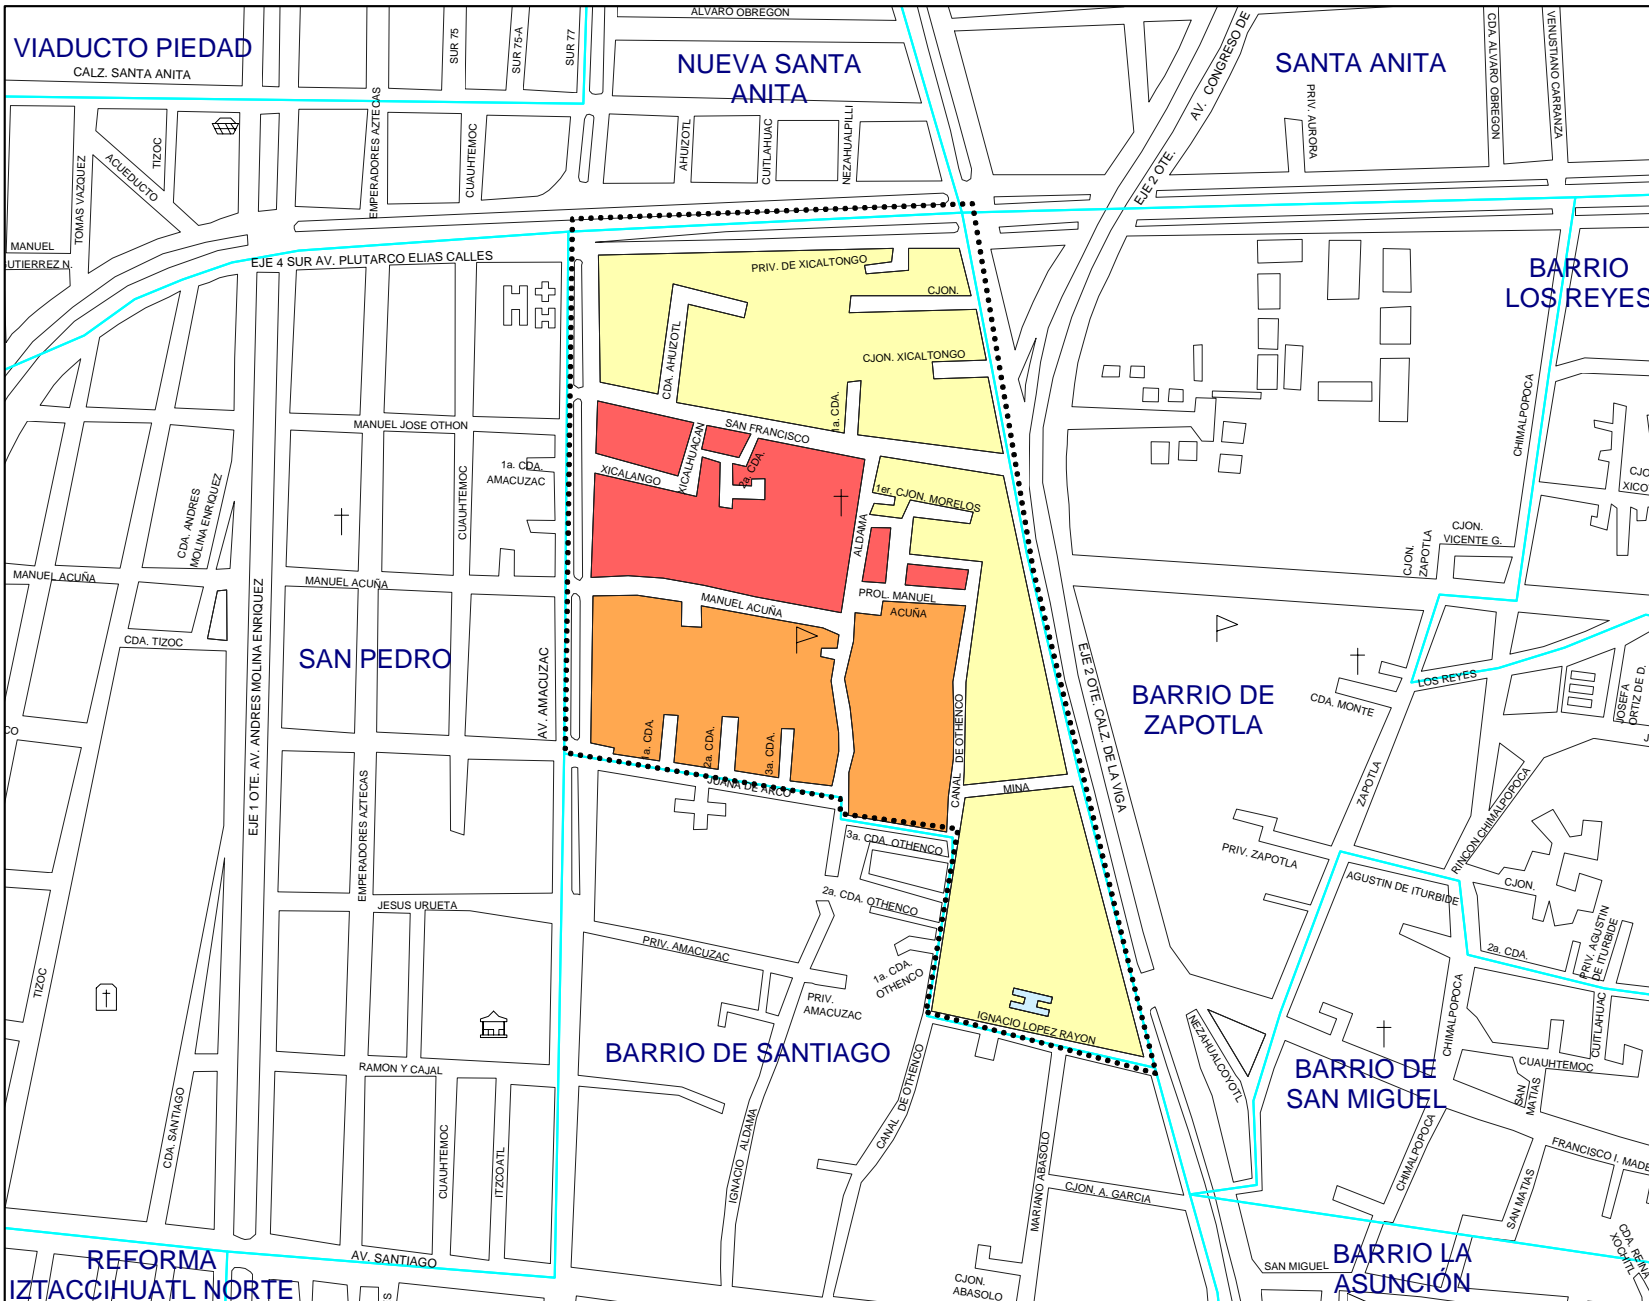 ALVARO OBREGON
VIADUCTO PIEDAD
CALZ. SANTA ANITA
SUR 75
SUR 75-A
SUR 77
NUEVA SANTA
ANITA
AV. CONGRESO DE
SANTA ANITA
CDA. ALVARO OBREGON
VENUSTIANO CARRANZA
PRIV. AURORA
TIZOC
ACUEDUCTO
TOMAS VAZQUEZ
EMPERADORES AZTECAS
CUAUHTEMOC
AHUIZOTL
CUITLAHUAC
NEZAHUALPILLI
EJE 2 OTE.
MANUEL
GUTIERREZ N.
EJE 4 SUR AV. PLUTARCO ELIAS CALLES
PRIV. DE XICALTONGO
CJON.
CJON. XICALTONGO
CDA. AHUIZOTL
1a. CDA.
BARRIO
LOS REYES
CHIMALPOPOCA
MANUEL JOSE OTHON
SAN FRANCISCO
XICALHUACAN
XICALANGO
2a. CDA.
1a. CDA.
AMACUZAC
CUAUHTEMOC
CDA. ANDRES
MOLINA ENRIQUEZ
1er. CJON. MORELOS
ALDAMA
CJON.
ZAPOTLA
CJON.
VICENTE G.
MANUEL ACUÑA
MANUEL ACUÑA
MANUEL ACUÑA
PROL. MANUEL
ACUÑA
CDA. TIZOC
EJE 1 OTE. AV. ANDRES MOLINA ENRIQUEZ
SAN PEDRO
AV. AMACUZAC
EJE 2 OTE. CALZ. DE LA VIGA
BARRIO DE
ZAPOTLA
CDA. MONTE
LOS REYES
JOSEFA
ORTIZ DE D.
1a. CDA.
2a. CDA.
3a. CDA.
CANAL DE OTHENCO
JUANA DE ARCO
MINA
ZAPOTLA
EMPERADORES AZTECAS
3a. CDA. OTHENCO
PRIV. ZAPOTLA
RINCON CHIMALPOPOCA
AGUSTIN DE ITURBIDE
CJON.
JESUS URUETA
2a. CDA. OTHENCO
PRIV. AMACUZAC
1a. CDA.
OTHENCO
2a. CDA.
PRIV. AGUSTIN
DE ITURBIDE
TIZOC
PRIV.
AMACUZAC
IGNACIO LOPEZ RAYON
CHIMALPOPOCA
CUITLAHUAC
NEZAHUALCOYOTL
BARRIO DE SANTIAGO
RAMON Y CAJAL
CANAL DE OTHENCO
BARRIO DE
SAN MIGUEL
CUAUHTEMOC
SAN
MATIAS
CDA. SANTIAGO
CUAUHTEMOC
ITZCOATL
IGNACIO ALDAMA
MARIANO ABASOLO
CJON. A. GARCIA
CHIMALPOPOCA
SAN MATIAS
FRANCISCO I. MADE
REFORMA
IZTACCIHUATL NORTE
AV. SANTIAGO
CJON.
ABASOLO
SAN MIGUEL
BARRIO LA
ASUNCIÓN